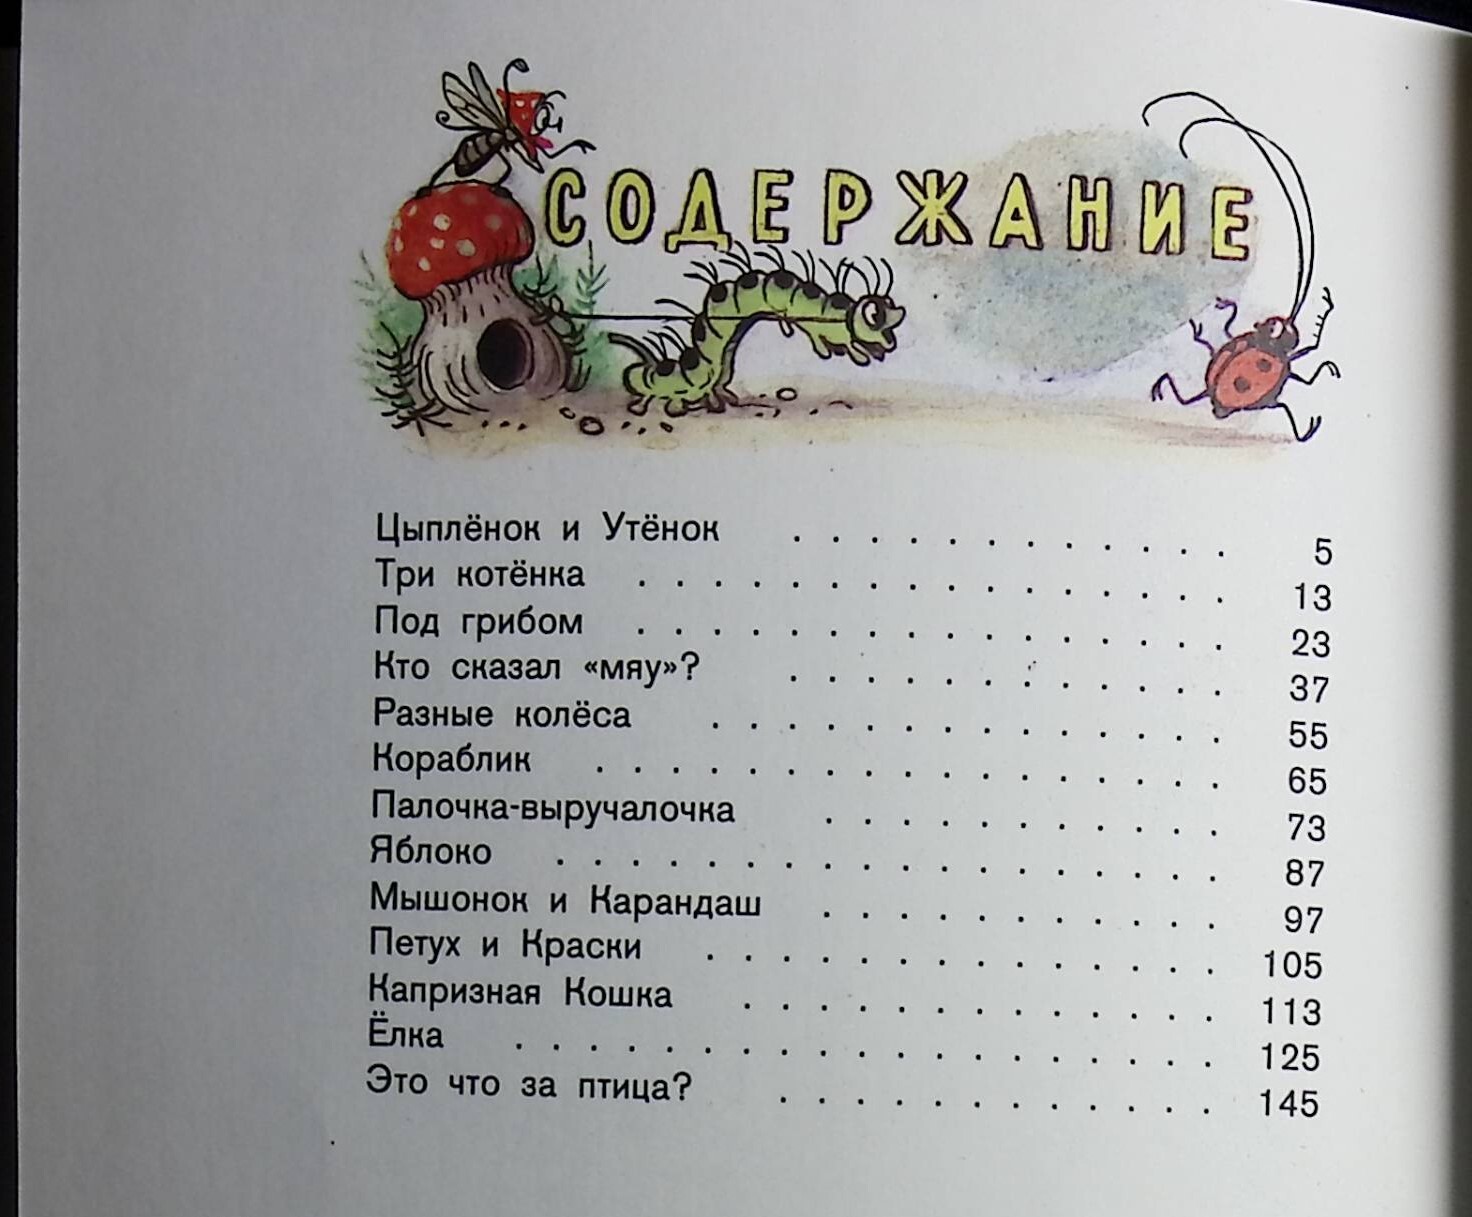 СОДЕРЖАНИЕ
Цыплёнок и Утёнок . . . . . . . . . . . . 5
Три котёнка . . . . . . . . . . . . . . . . 13
Под грибом . . . . . . . . . . . . . . . . 23
Кто сказал «мяу»? . . . . . . . . . . . . 37
Разные колёса . . . . . . . . . . . . . . 55
Кораблик . . . . . . . . . . . . . . . . . 65
Палочка-выручалочка . . . . . . . . . . . 73
Яблоко . . . . . . . . . . . . . . . . . . 87
Мышонок и Карандаш . . . . . . . . . . . 97
Петух и Краски . . . . . . . . . . . . . . 105
Капризная Кошка . . . . . . . . . . . . . 113
Ёлка . . . . . . . . . . . . . . . . . . . 125
Это что за птица? . . . . . . . . . . . . 145